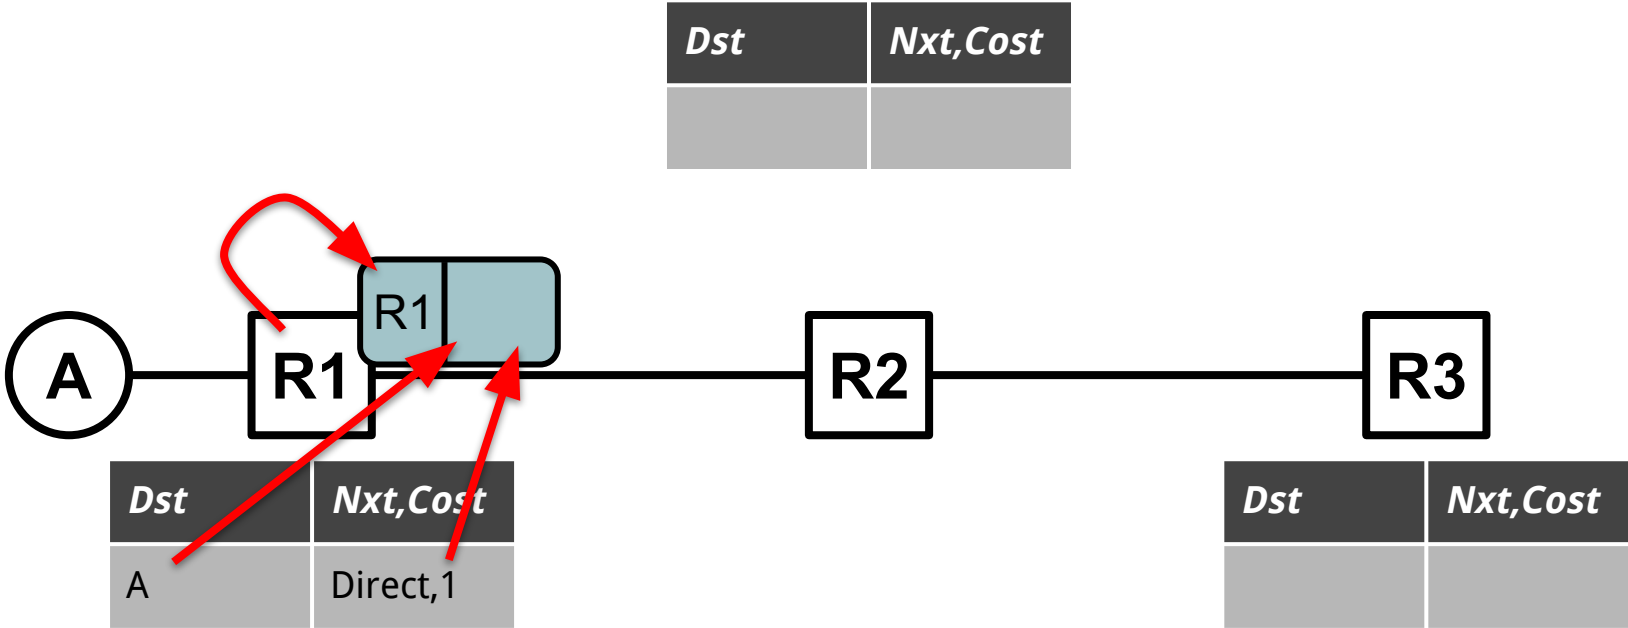 Dst Nxt,Cost
R1
A R1 R2 R3
Dst Nxt,Cost
A Direct,1
Dst Nxt,Cost